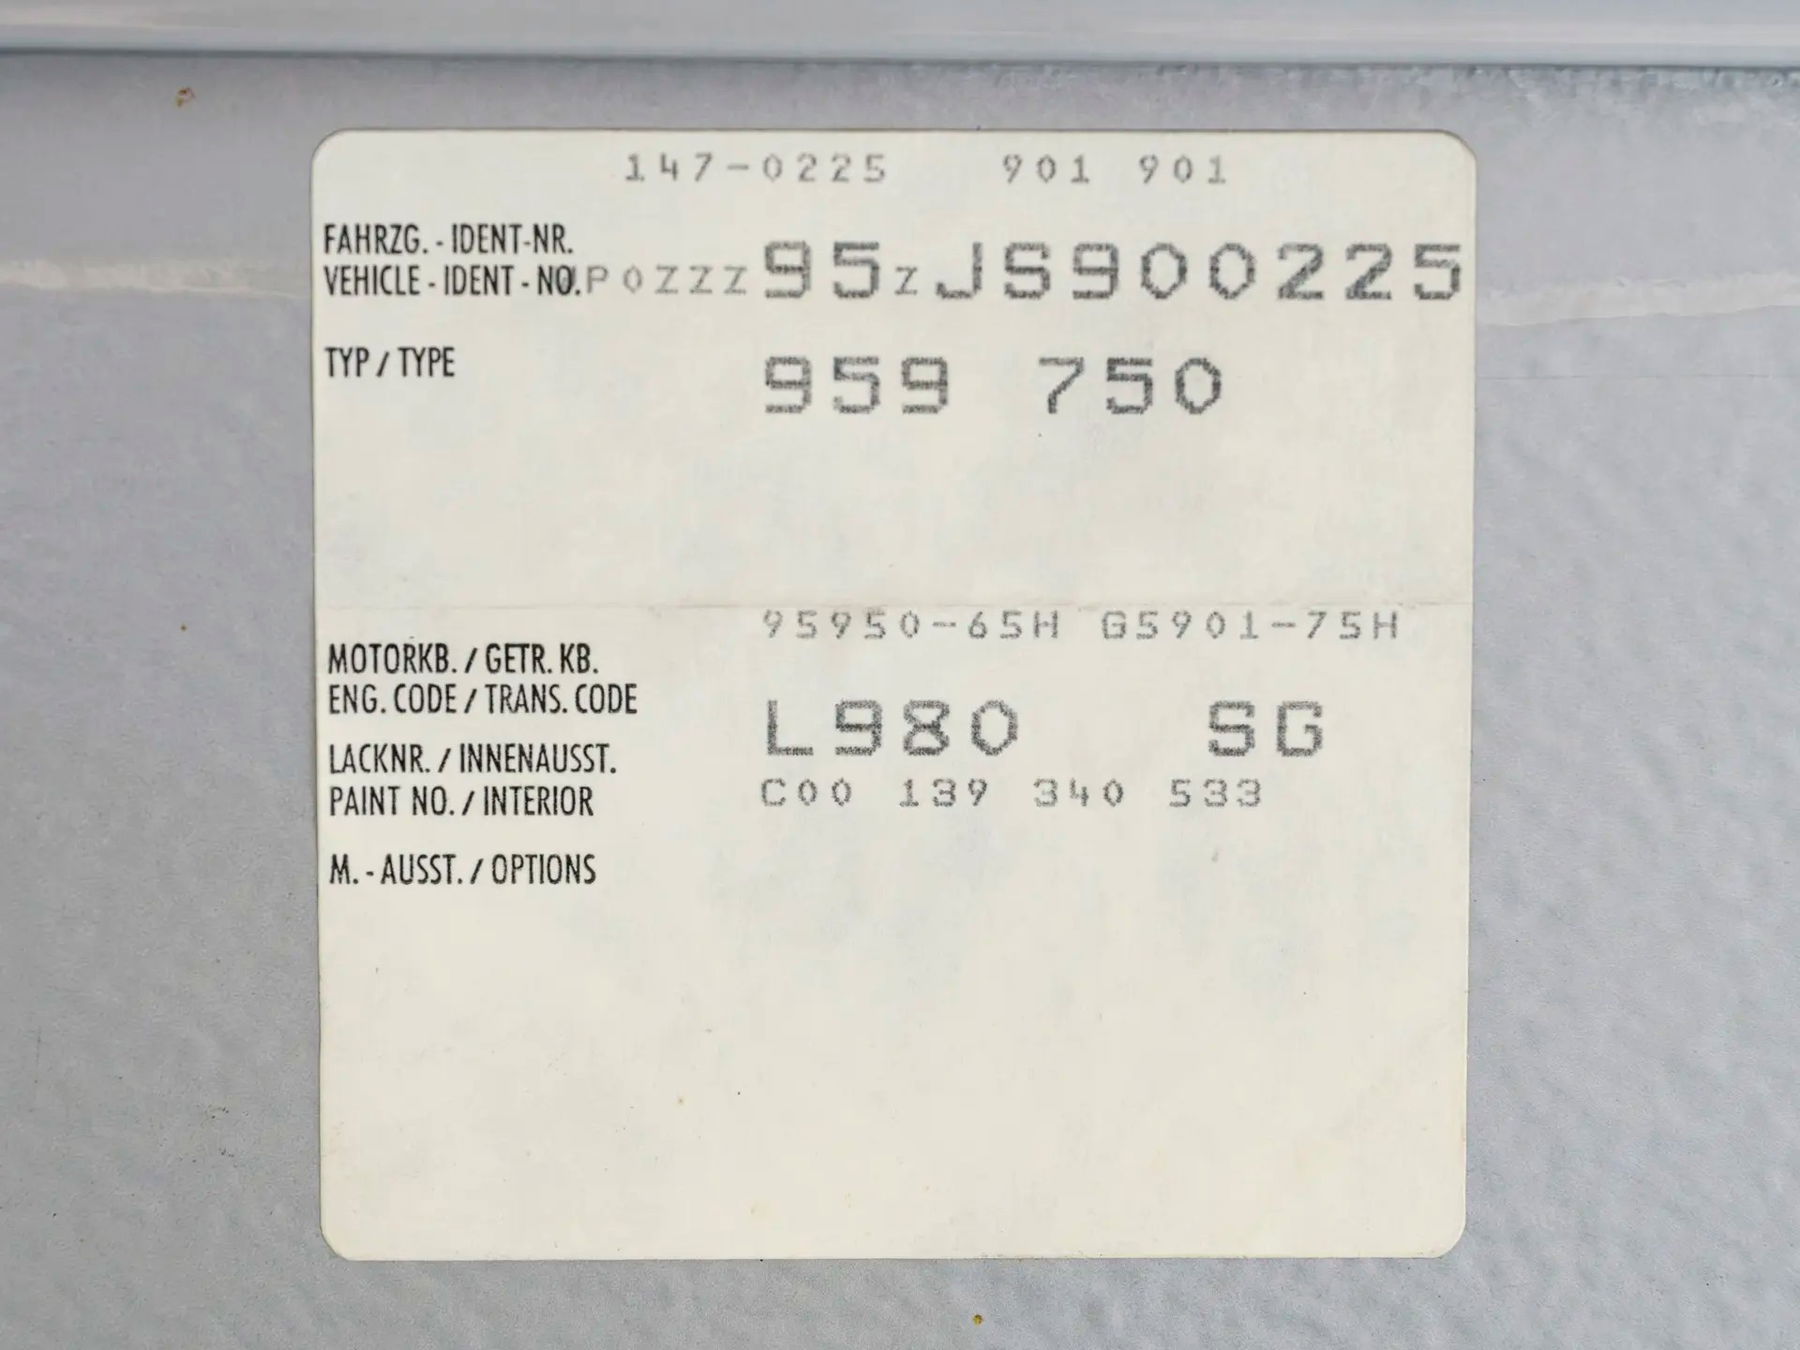 147-0225 901 901
FAHRZG. - IDENT-NR.
VEHICLE - IDENT - NO. WP0ZZZ95ZJS900225
TYP / TYPE 959 750
95950-65H G5901-75H
MOTORKB. / GETR. KB.
ENG. CODE / TRANS. CODE
L980 SG
LACKNR. / INNENAUSST.
PAINT NO. / INTERIOR C00 139 340 533
M. - AUSST. / OPTIONS